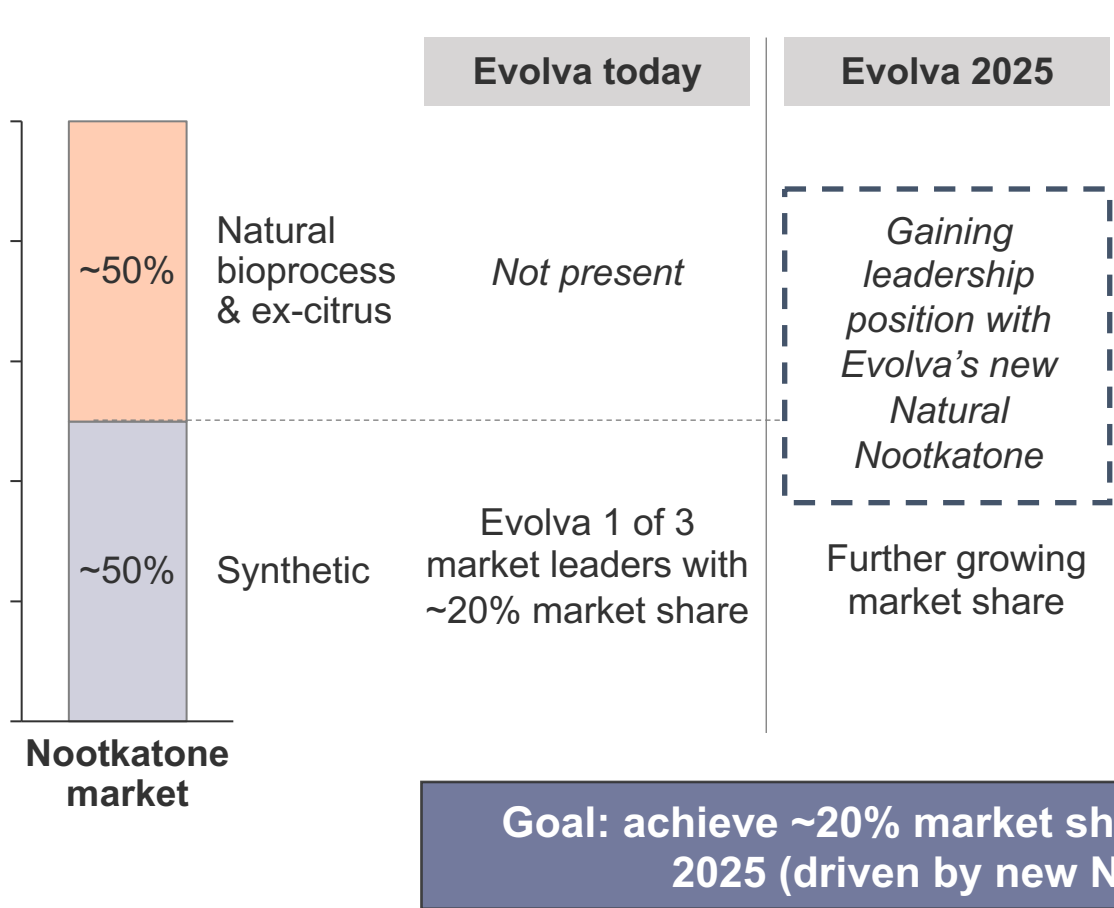 Evolva today
Evolva 2025
~50%
Natural
bioprocess
& ex-citrus
Not present
Gaining
leadership
position with
Evolva’s new
Natural
Nootkatone
~50%
Synthetic
Evolva 1 of 3
market leaders with
~20% market share
Further growing
market share
Nootkatone
market
Goal: achieve ~20% market
2025 (driven by new